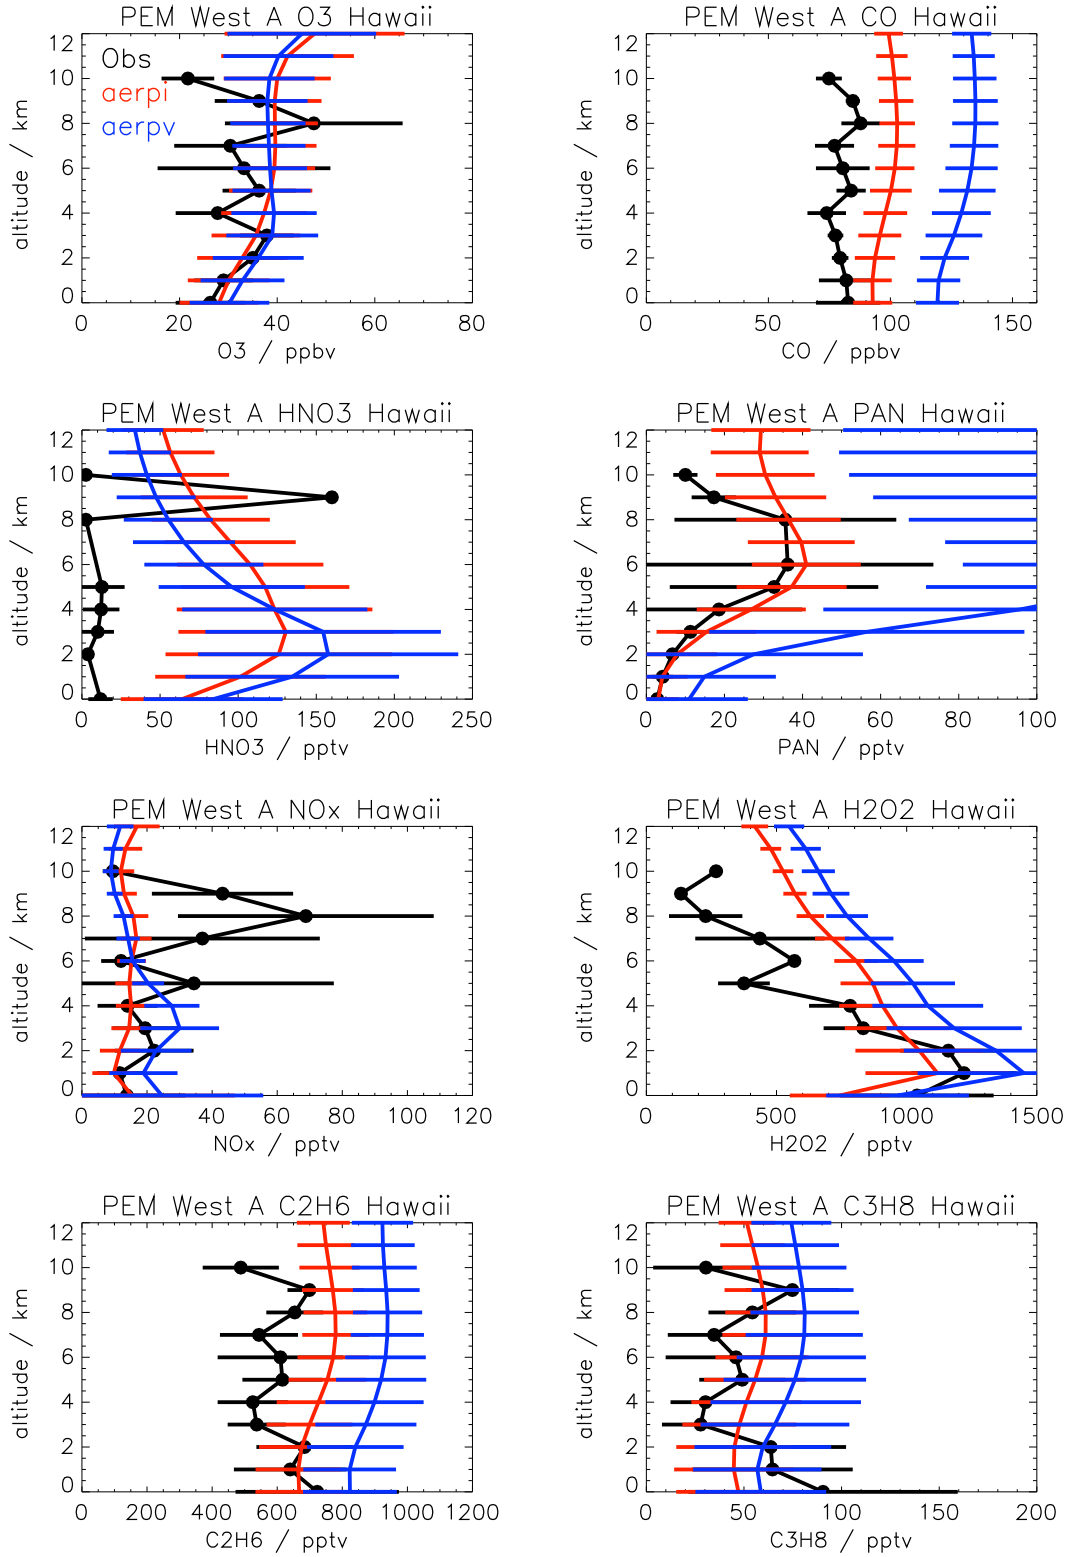 PEM West A O3 Hawaii
PEM West A CO Hawaii
Obs
aerpi
aerpv
12
10
8
6
4
2
0
altitude / km
0 20 40 60 80
O3 / ppbv
12
10
8
6
4
2
0
altitude / km
0 50 100 150
CO / ppbv
PEM West A HNO3 Hawaii
PEM West A PAN Hawaii
12
10
8
6
4
2
0
altitude / km
0 50 100 150 200 250
HNO3 / pptv
12
10
8
6
4
2
0
altitude / km
0 20 40 60 80 100
PAN / pptv
PEM West A NOx Hawaii
PEM West A H2O2 Hawaii
12
10
8
6
4
2
0
altitude / km
0 20 40 60 80 100 120
NOx / pptv
12
10
8
6
4
2
0
altitude / km
0 500 1000 1500
H2O2 / pptv
PEM West A C2H6 Hawaii
PEM West A C3H8 Hawaii
12
10
8
6
4
2
0
altitude / km
0 200 400 600 800 1000 1200
C2H6 / pptv
12
10
8
6
4
2
0
altitude / km
0 50 100 150 200
C3H8 / pptv